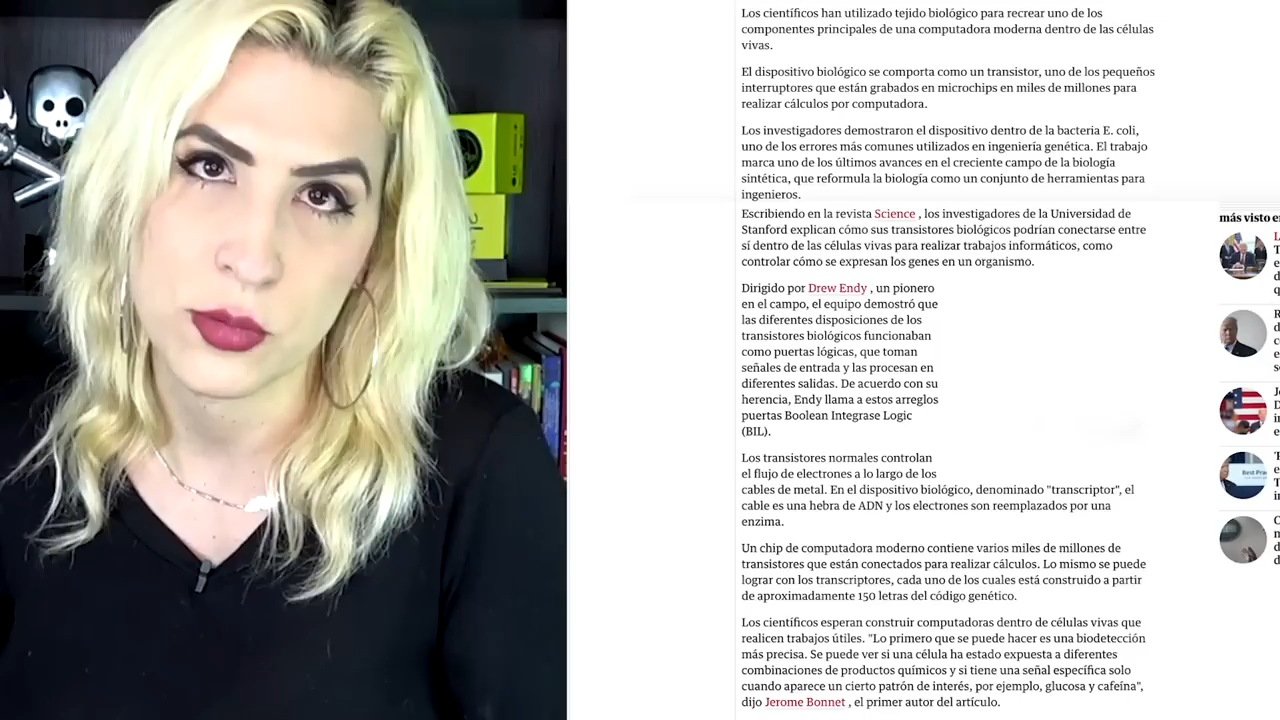 Los científicos han utilizado tejido biológico para recrear uno de los
componentes principales de una computadora moderna dentro de las células
vivas.
El dispositivo biológico se comporta como un transistor, uno de los pequeños
interruptores que están grabados en microchips en miles de millones para
realizar cálculos por computadora.
Los investigadores demostraron el dispositivo dentro de la bacteria E. coli,
uno de los errores más comunes utilizados en ingeniería genética. El trabajo
marca uno de los últimos avances en el creciente campo de la biología
sintética, que reformula la biología como un conjunto de herramientas para
ingenieros.
Escribiendo en la revista Science , los investigadores de la Universidad de
Stanford explican cómo sus transistores biológicos podrían conectarse entre
sí dentro de las células vivas para realizar trabajos informáticos, como
controlar cómo se expresan los genes en un organismo.
Dirigido por Drew Endy , un pionero
en el campo, el equipo demostró que
las diferentes disposiciones de los
transistores biológicos funcionaban
como puertas lógicas, que toman
señales de entrada y las procesan en
diferentes salidas. De acuerdo con su
herencia, Endy llama a estos arreglos
puertas Boolean Integrase Logic
(BIL).
Los transistores normales controlan
el flujo de electrones a lo largo de los
cables de metal. En el dispositivo biológico, denominado "transcriptor", el
cable es una hebra de ADN y los electrones son reemplazados por una
enzima.
Un chip de computadora moderno contiene varios miles de millones de
transistores que están conectados para realizar cálculos. Lo mismo se puede
lograr con los transcriptores, cada uno de los cuales está construido a partir
de aproximadamente 150 letras del código genético.
Los científicos esperan construir computadoras dentro de células vivas que
realicen trabajos útiles. "Lo primero que se puede hacer es una biodetección
más precisa. Se puede ver si una célula ha estado expuesta a diferentes
combinaciones de productos químicos y si tiene una señal específica solo
cuando aparece un cierto patrón de interés, por ejemplo, glucosa y cafeína",
dijo Jerome Bonnet , el primer autor del artículo.
más visto